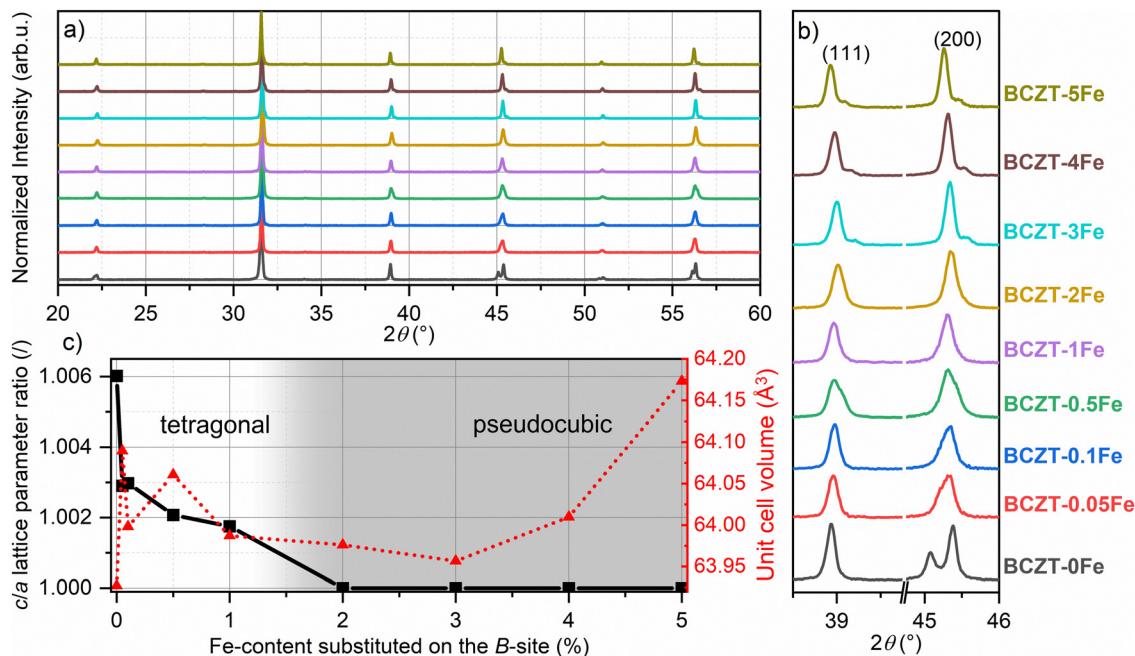 a)
Normalized Intensity (arb.u.)
20 25 30 35 40 45 50 55 60
2θ (°)
b)
(111)
(200)
BCZT-5Fe
BCZT-4Fe
BCZT-3Fe
BCZT-2Fe
BCZT-1Fe
BCZT-0.5Fe
BCZT-0.1Fe
BCZT-0.05Fe
BCZT-0Fe
39 45 46
2θ (°)
c)
c/a lattice parameter ratio (/)
1.006
1.004
1.002
1.000
tetragonal
pseudocubic
64.20
64.15
64.10
64.05
64.00
63.95
Unit cell volume (Å³)
0 1 2 3 4 5
Fe-content substituted on the B-site (%)